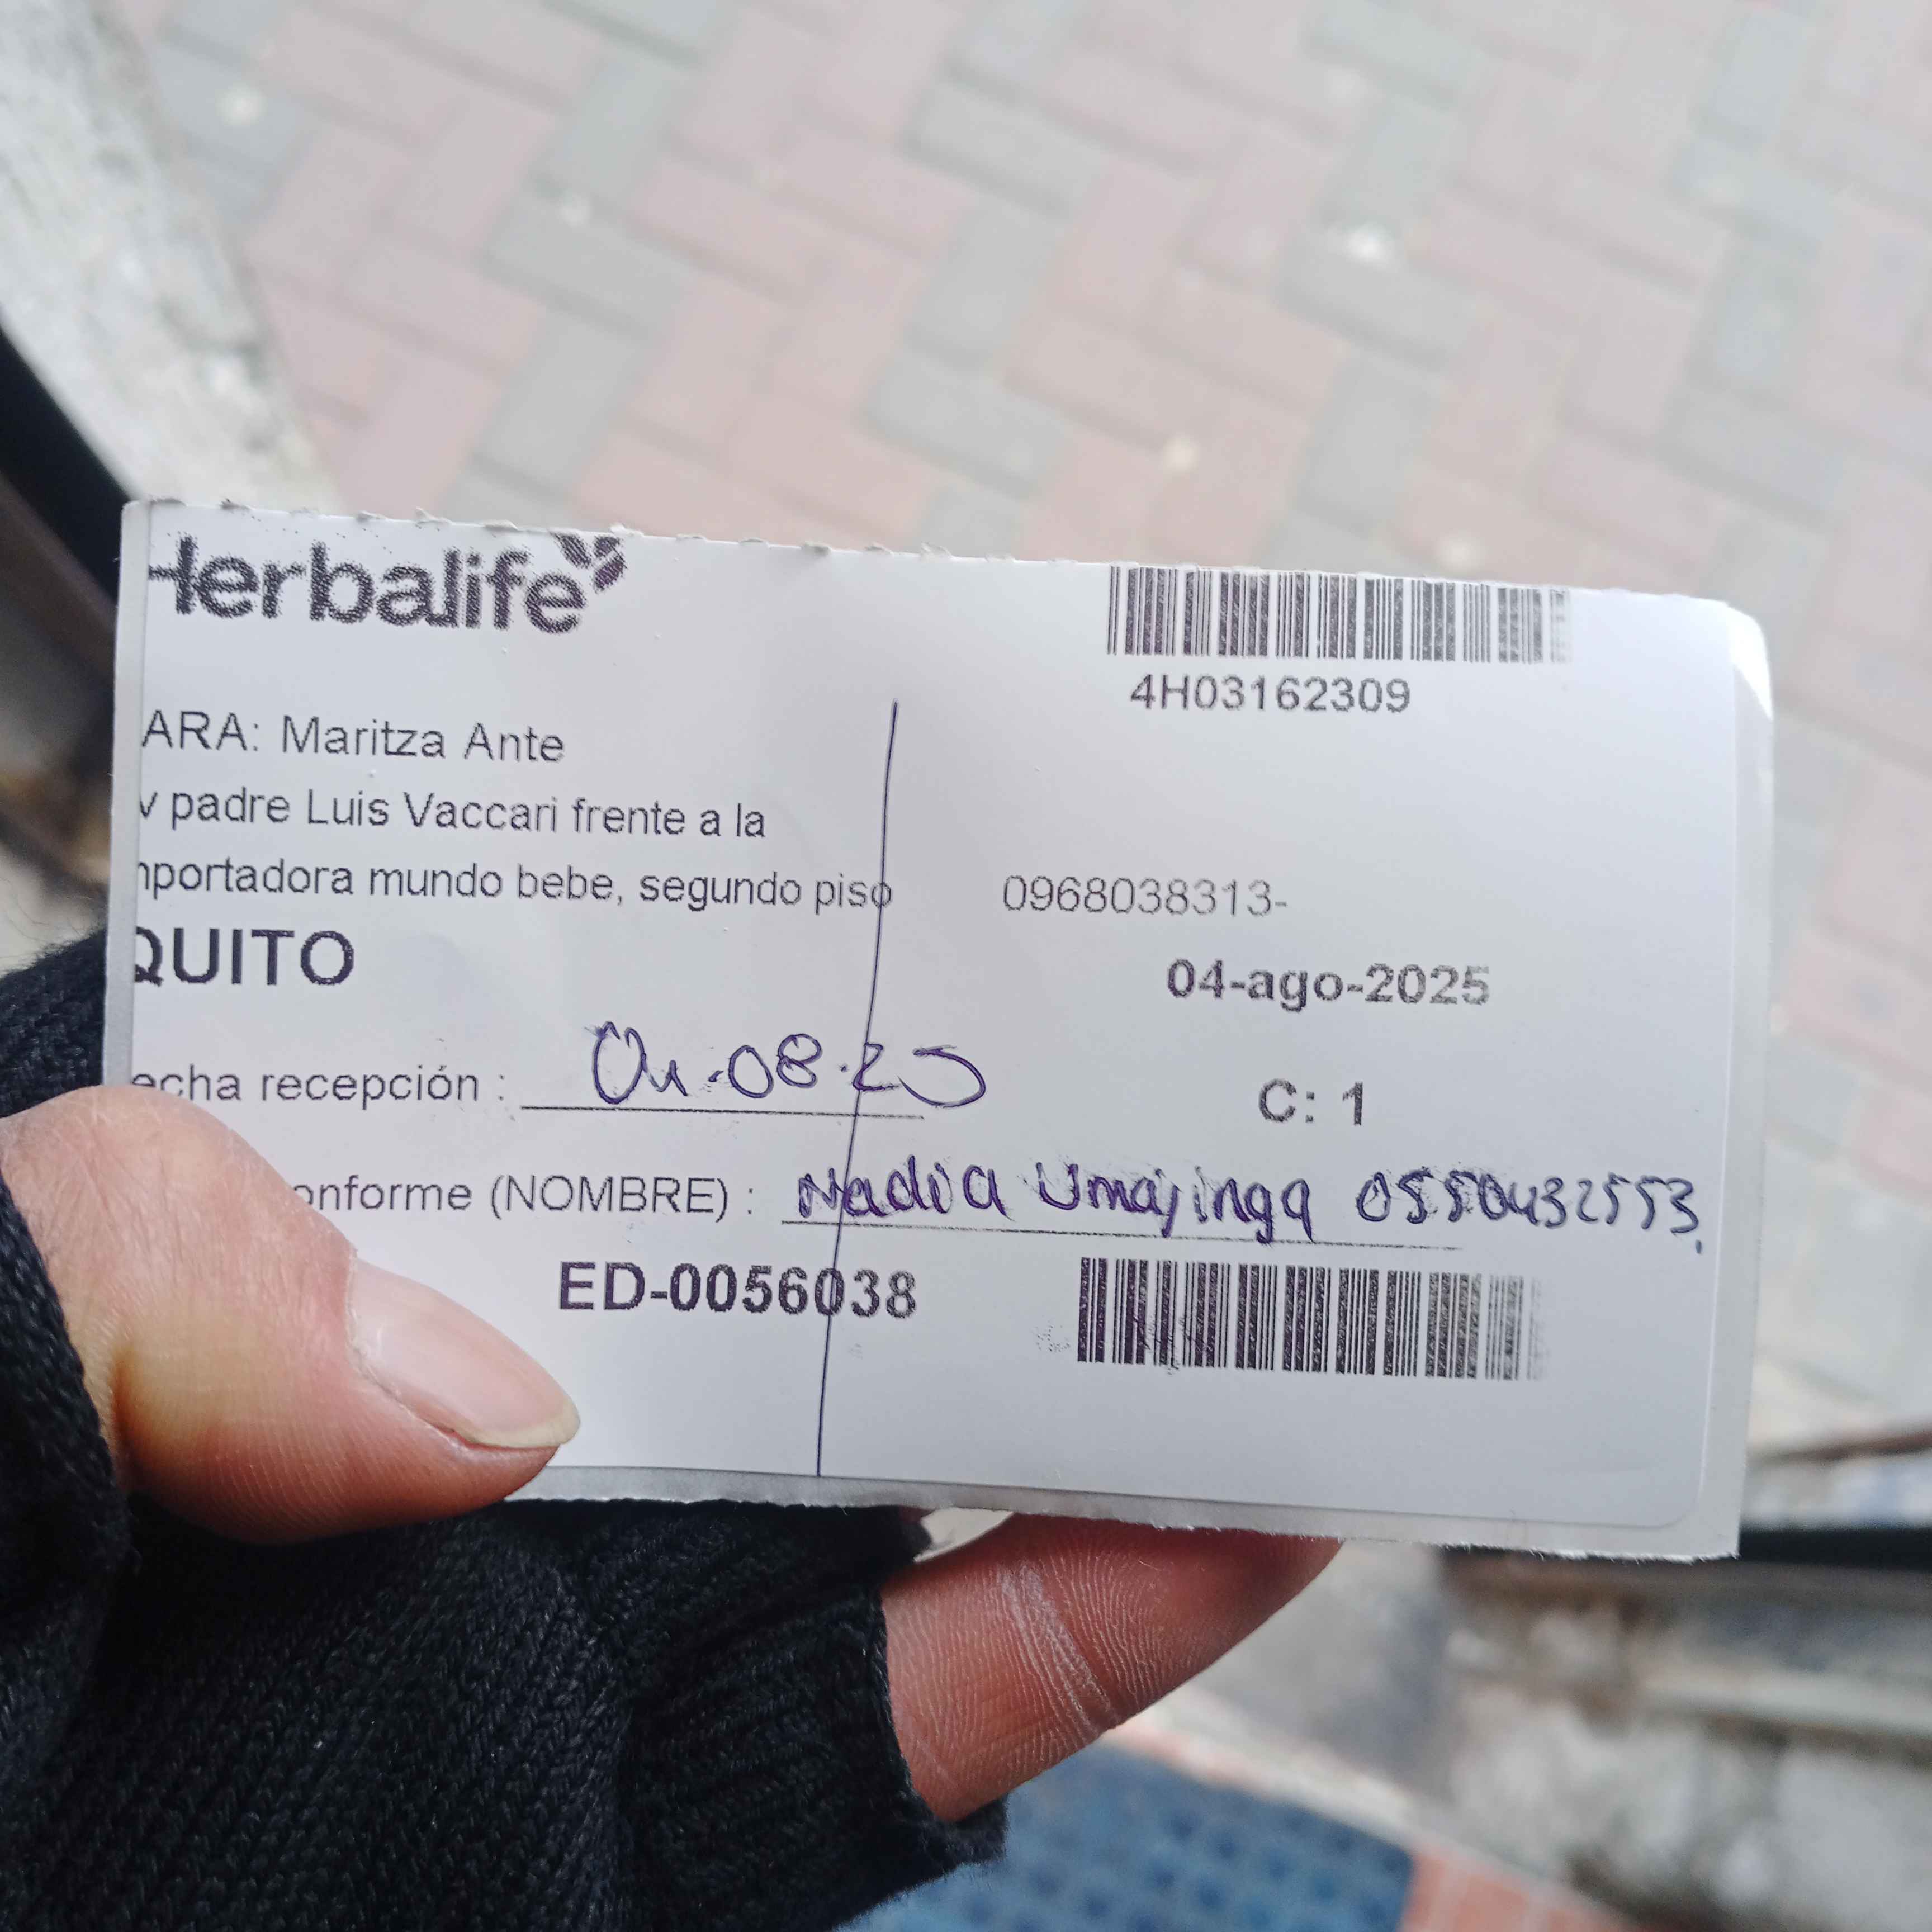 Herbalife
4H03162309
ARA: Maritza Ante
v padre Luis Vaccari frente a la
nportadora mundo bebe, segundo piso
0968038313-
QUITO
04-ago-2025
echa recepción : 04.08.25
C: 1
onforme (NOMBRE) : Nadia Umajinga 0550432553.
ED-0056038